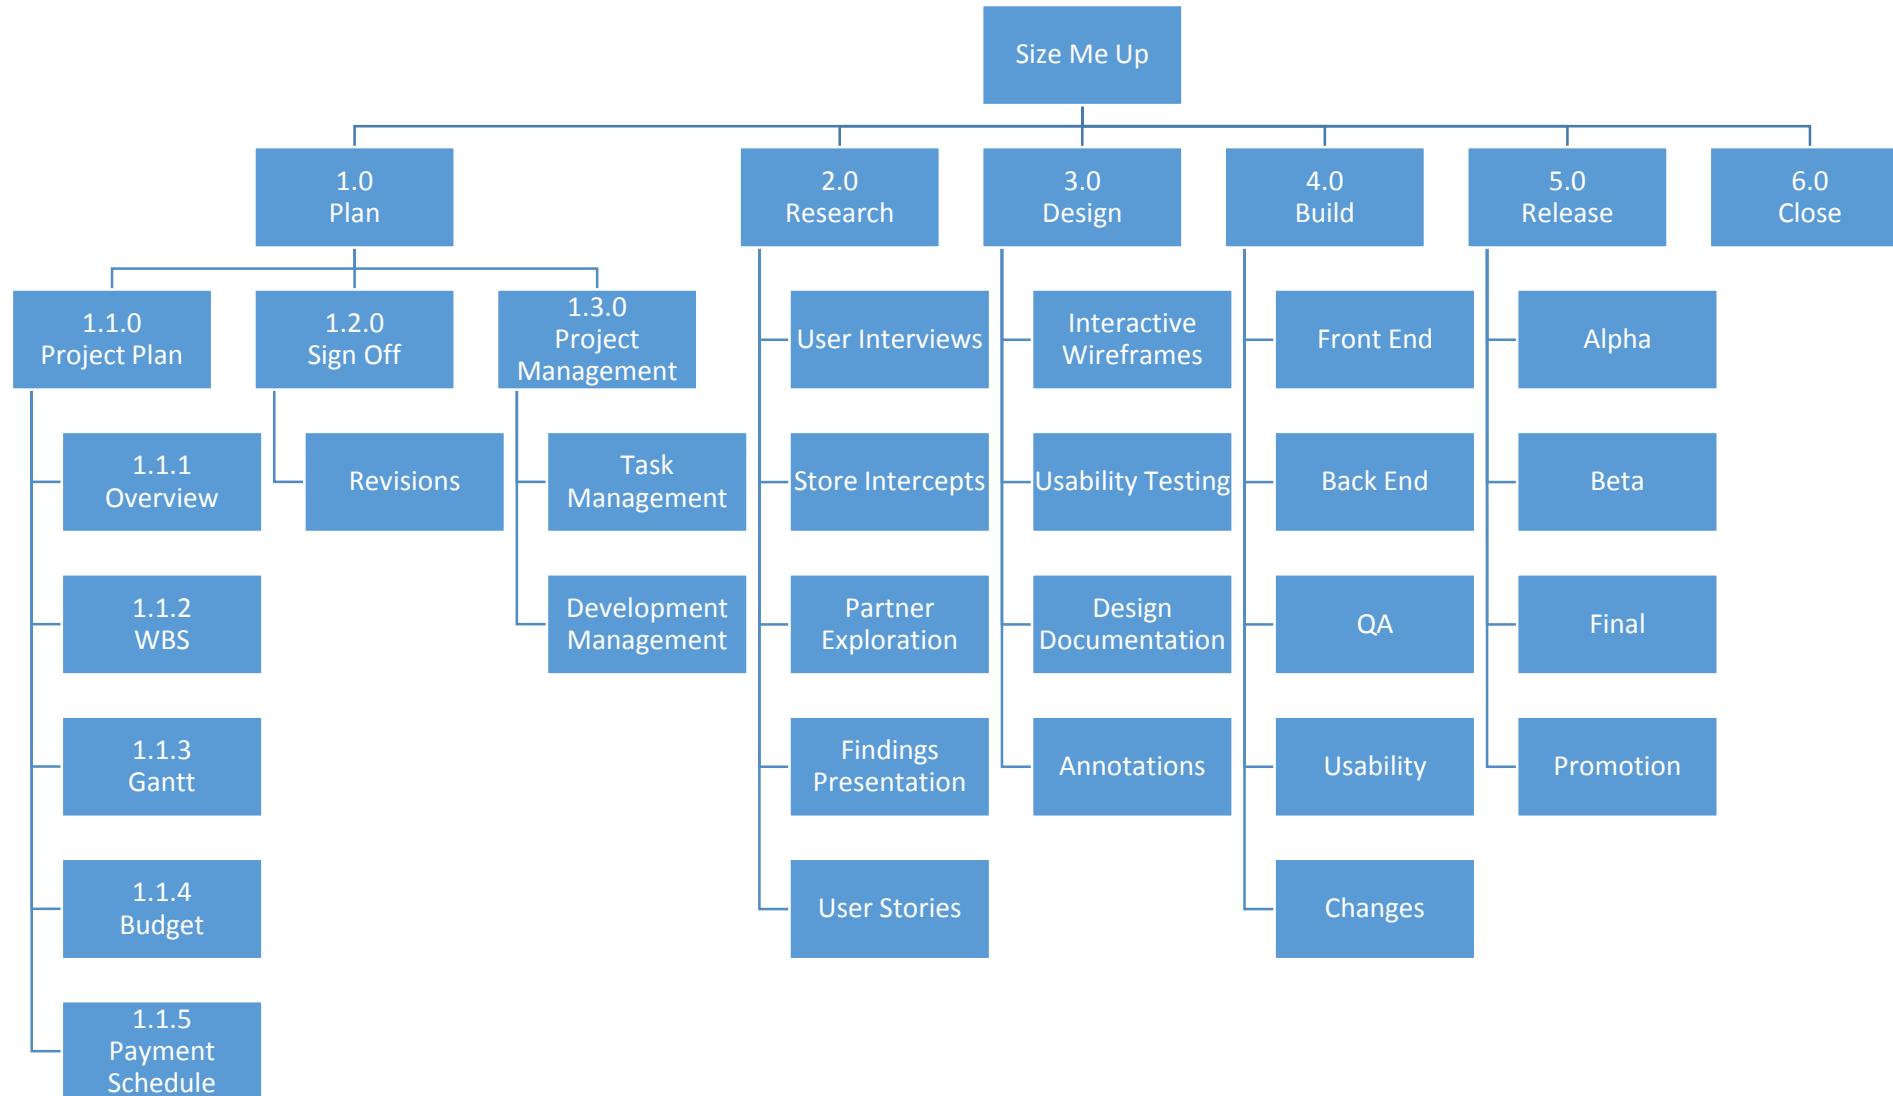 Size Me Up
1.0
Plan
2.0
Research
3.0
Design
4.0
Build
5.0
Release
6.0
Close
1.1.0
Project Plan
1.2.0
Sign Off
1.3.0
Project
Management
User Interviews
Interactive
Wireframes
Front End
Alpha
1.1.1
Overview
Revisions
Task
Management
Store Intercepts
Usability Testing
Back End
Beta
1.1.2
WBS
Development
Management
Partner
Exploration
Design
Documentation
QA
Final
1.1.3
Gantt
Findings
Presentation
Annotations
Usability
Promotion
1.1.4
Budget
User Stories
Changes
1.1.5
Payment
Schedule